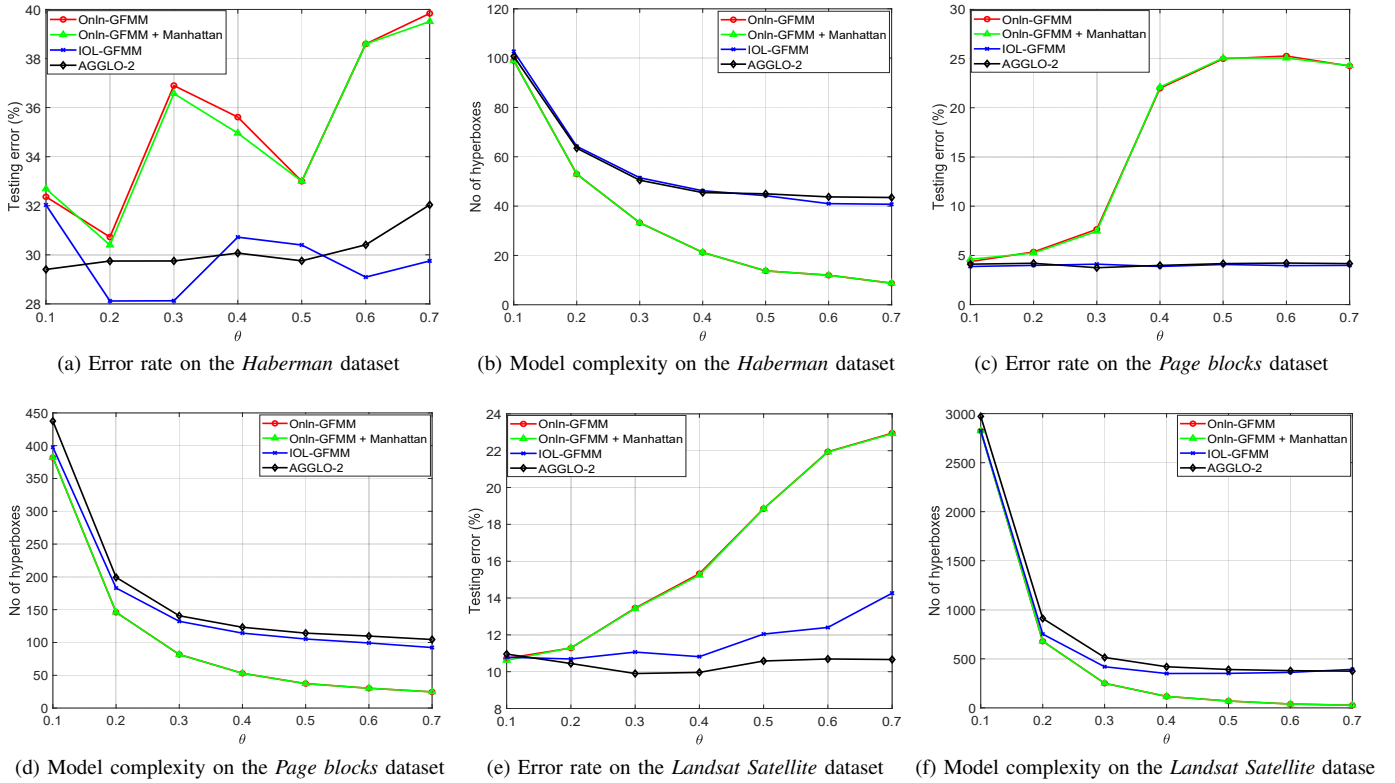 OnIn-GFMM
OnIn-GFMM + Manhattan
IOL-GFMM
AGGLO-2
Testing error (%)
40
38
36
34
32
30
28
0.1 0.2 0.3 0.4 0.5 0.6 0.7
θ
(a) Error rate on the Haberman dataset
OnIn-GFMM
OnIn-GFMM + Manhattan
IOL-GFMM
AGGLO-2
No of hyperboxes
120
100
80
60
40
20
0
0.1 0.2 0.3 0.4 0.5 0.6 0.7
θ
(b) Model complexity on the Haberman dataset
OnIn-GFMM
OnIn-GFMM + Manhattan
IOL-GFMM
AGGLO-2
Testing error (%)
30
25
20
15
10
5
0
0.1 0.2 0.3 0.4 0.5 0.6 0.7
θ
(c) Error rate on the Page blocks dataset
OnIn-GFMM
OnIn-GFMM + Manhattan
IOL-GFMM
AGGLO-2
No of hyperboxes
450
400
350
300
250
200
150
100
50
0
0.1 0.2 0.3 0.4 0.5 0.6 0.7
θ
(d) Model complexity on the Page blocks dataset
OnIn-GFMM
OnIn-GFMM + Manhattan
IOL-GFMM
AGGLO-2
Testing error (%)
24
22
20
18
16
14
12
10
8
0.1 0.2 0.3 0.4 0.5 0.6 0.7
θ
(e) Error rate on the Landsat Satellite dataset
OnIn-GFMM
OnIn-GFMM + Manhattan
IOL-GFMM
AGGLO-2
No of hyperboxes
3000
2500
2000
1500
1000
500
0
0.1 0.2 0.3 0.4 0.5 0.6 0.7
θ
(f) Model complexity on the Landsat Satellite datase